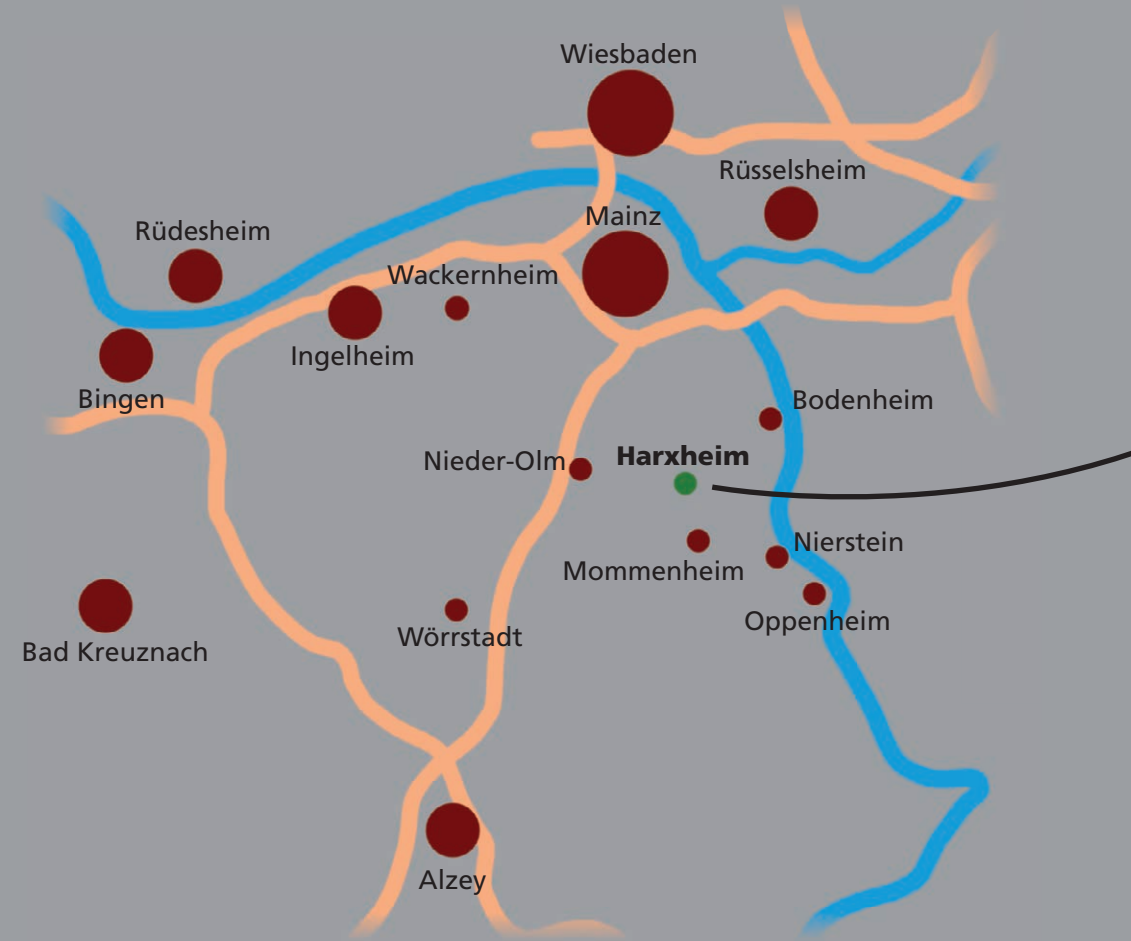 Wiesbaden
Rüsselsheim
Mainz
Rüdesheim
Wackernheim
Ingelheim
Bingen
Bodenheim
Harxheim
Nieder-Olm
Nierstein
Mommenheim
Oppenheim
Wörrstadt
Bad Kreuznach
Alzey